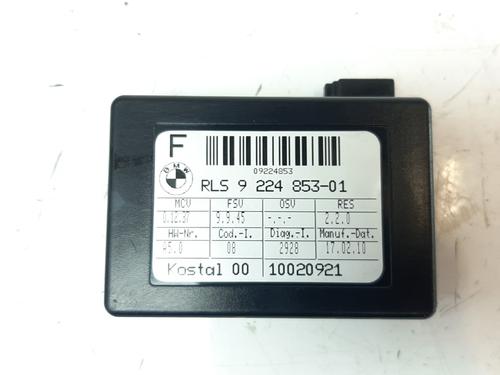 F
09224853
BMW
RLS 9 224 853-01
MCV FSV OSV RES
0.12.37 9.9.45 -.-.- 2.2.0
HW-Nr. Cod.-I. Diag.-I. Manuf.-Dat.
A5.0 08 2928 17.02.10
Kostal 00 10020921